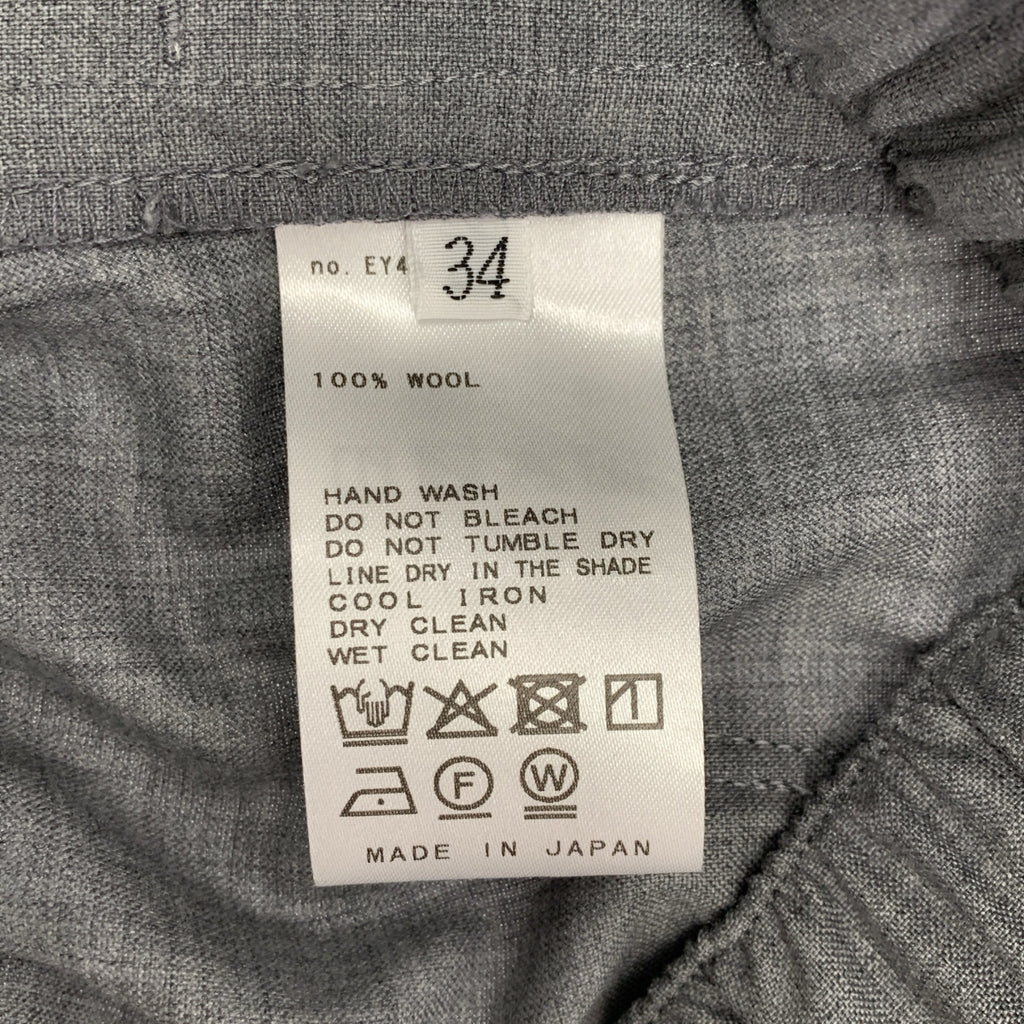 no. EY4 34
100% WOOL
HAND WASH
DO NOT BLEACH
DO NOT TUMBLE DRY
LINE DRY IN THE SHADE
COOL IRON
DRY CLEAN
WET CLEAN
F W
MADE IN JAPAN